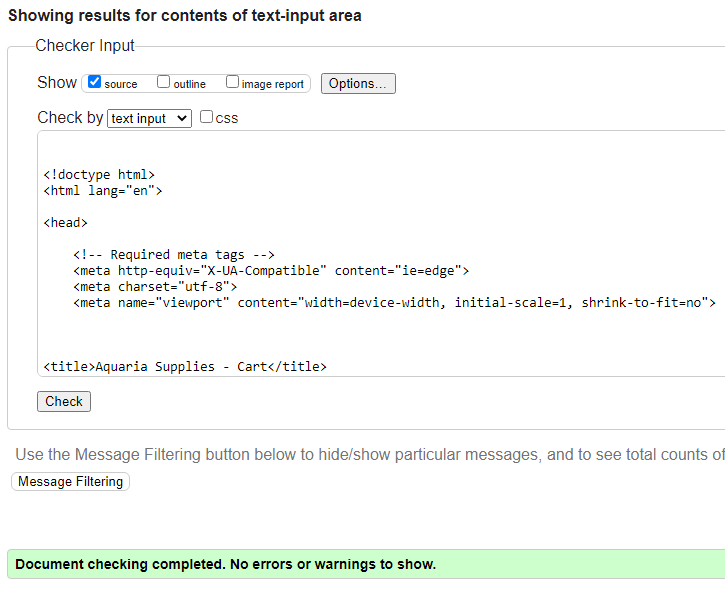 Showing results for contents of text-input area
Checker Input
Show source outline image report Options...
Check by text input css
<!doctype html>
<html lang="en">
<head>
<!-- Required meta tags -->
<meta http-equiv="X-UA-Compatible" content="ie=edge">
<meta charset="utf-8">
<meta name="viewport" content="width=device-width, initial-scale=1, shrink-to-fit=no">
<title>Aquaria Supplies - Cart</title>
Check
Use the Message Filtering button below to hide/show particular messages, and to see total counts of
Message Filtering
Document checking completed. No errors or warnings to show.